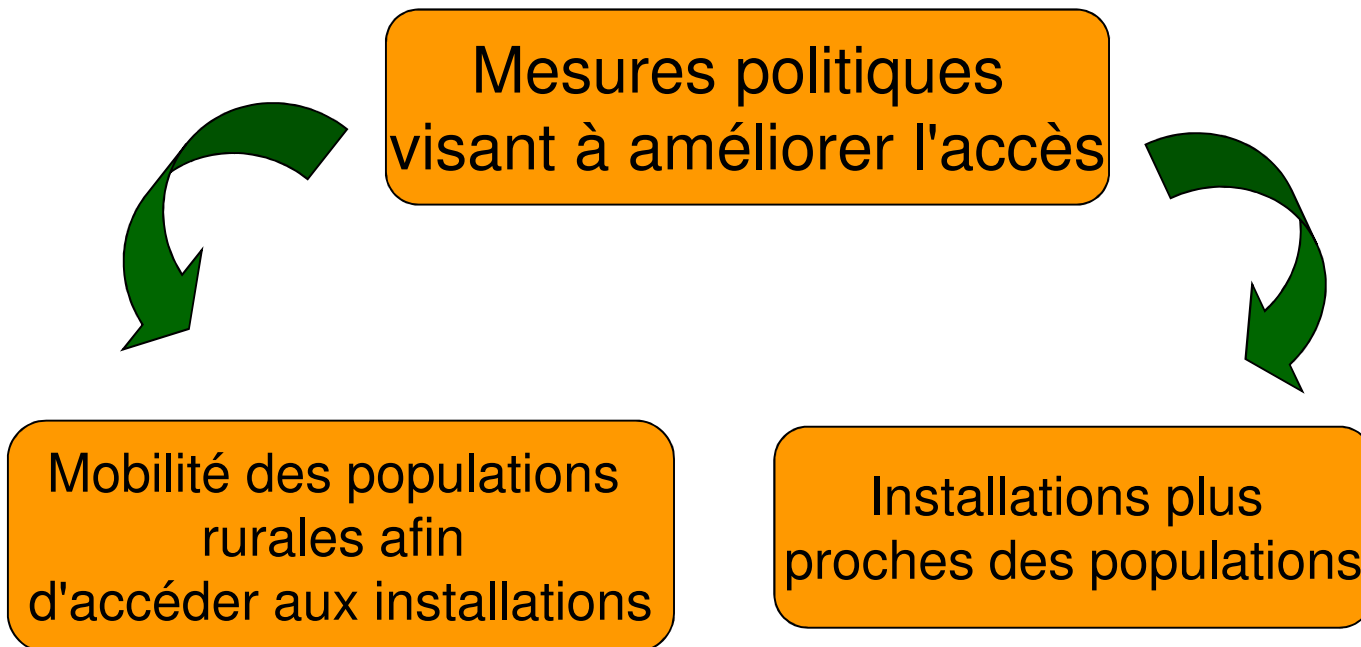 Mesures politiques
visant à améliorer l'accès
Mobilité des populations
rurales afin
d'accéder aux installations
Installations plus
proches des populations